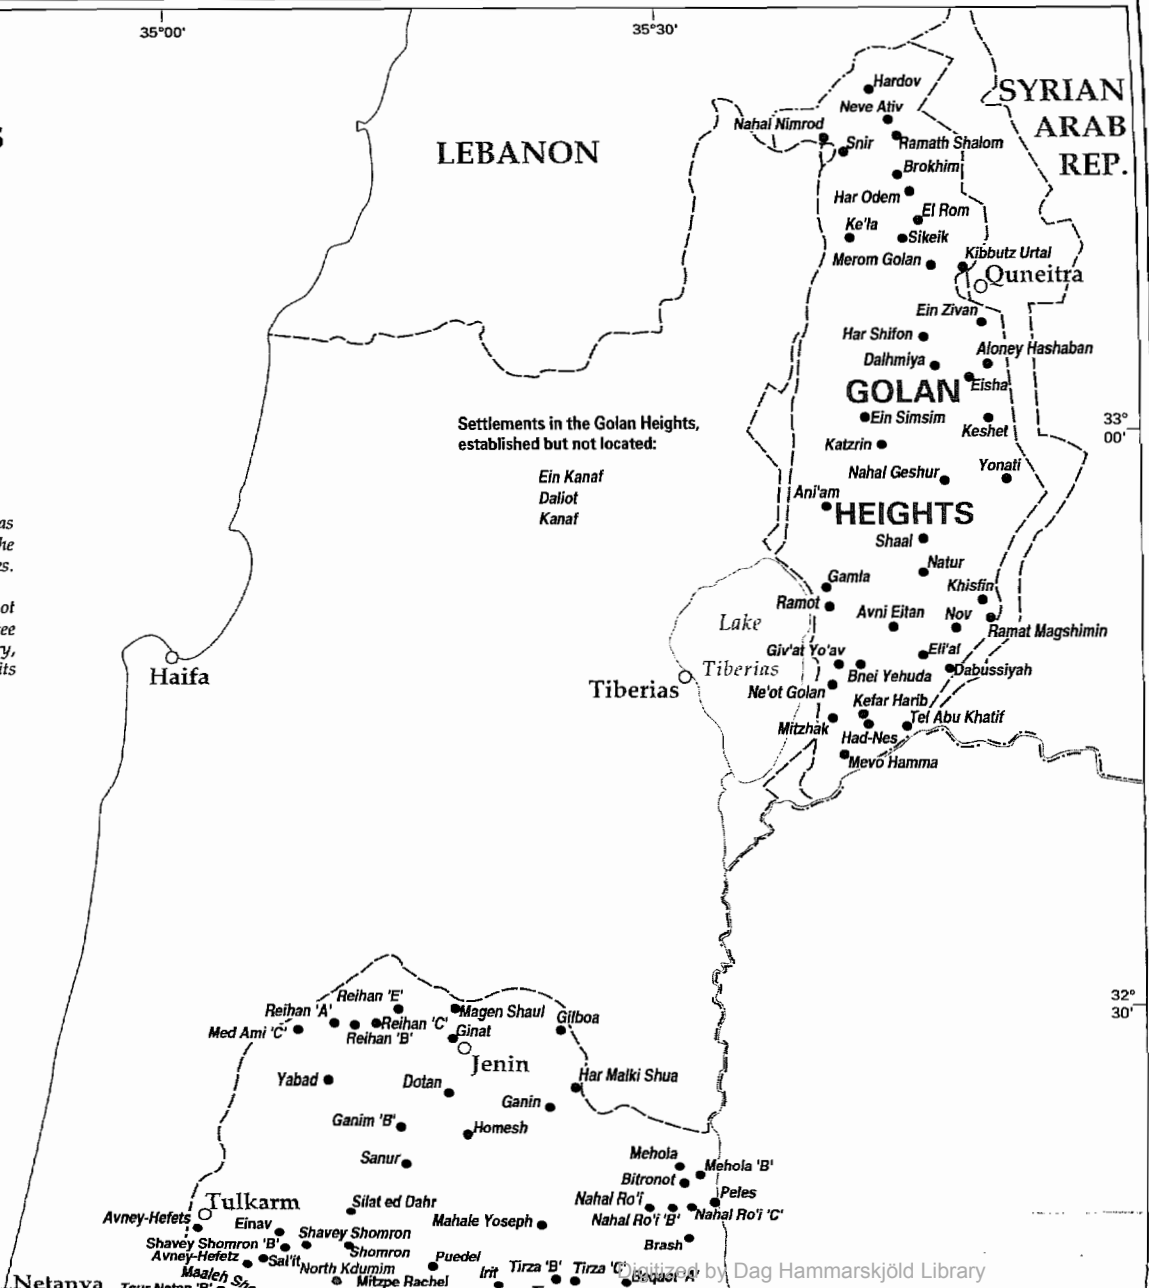 35°00'
35°30'
LEBANON
SYRIAN
ARAB
REP.
Hardov
Neve Ativ
Nahal Nimrod
Snir
Ramath Shalom
Brokhim
Har Odem
El Rom
Ke'la
Sikeik
Merom Golan
Kibbutz Urtal
Quneitra
Ein Zivan
Har Shifon
Aloney Hashaban
Dalhmiya
Eisha
GOLAN
Ein Simsim
Keshet
33°
00'
Settlements in the Golan Heights,
established but not located:
Ein Kanaf
Daliot
Kanaf
Katzrin
Nahal Geshur
Yonati
Ani'am
HEIGHTS
Shaal
Natur
Gamla
Khisfin
Ramot
Avni Eitan
Nov
Ramat Magshimin
Lake
Tiberias
Giv'at Yo'av
Eli'al
Bnei Yehuda
Dabussiyah
Haifa
Tiberias
Ne'ot Golan
Kefar Harib
Mitzhak
Tel Abu Khatif
Had-Nes
Mevo Hamma
as
he
s.
ot
ee
ry,
its
32°
30'
Reihan 'E'
Reihan 'A'
Magen Shaul
Gilboa
Med Ami 'C'
Reihan 'C'
Reihan 'B'
Ginat
Jenin
Yabad
Dotan
Har Malki Shua
Ganin
Ganim 'B'
Homesh
Sanur
Mehola
Mehola 'B'
Bitronot
Tulkarm
Silat ed Dahr
Nahal Ro'i
Peles
Avney-Hefets
Einav
Mahale Yoseph
Nahal Ro'i 'B'
Nahal Ro'i 'C'
Shavey Shomron
Shavey Shomron 'B'
Shomron
Brash
Avney-Hefetz
Sal'it
North Kdumim
Puedel
Maaleh
Irit
Tirza 'B'
Tirza 'C'
Beqaot 'A'
Netanya
Mitzpe Rachel
Digitized by Dag Hammarskjöld Library